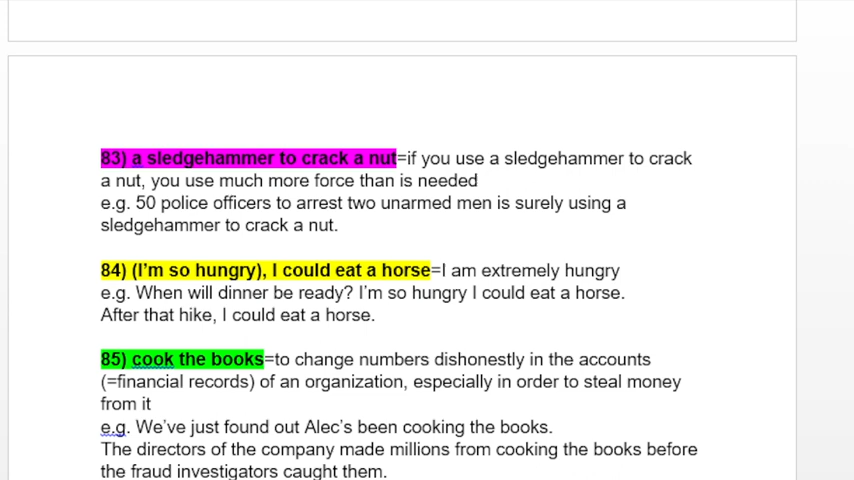 83) a sledgehammer to crack a nut=if you use a sledgehammer to crack
a nut, you use much more force than is needed
e.g. 50 police officers to arrest two unarmed men is surely using a
sledgehammer to crack a nut.
84) (I’m so hungry), I could eat a horse=I am extremely hungry
e.g. When will dinner be ready? I’m so hungry I could eat a horse.
After that hike, I could eat a horse.
85) cook the books=to change numbers dishonestly in the accounts
(=financial records) of an organization, especially in order to steal money
from it
e.g. We’ve just found out Alec’s been cooking the books.
The directors of the company made millions from cooking the books before
the fraud investigators caught them.